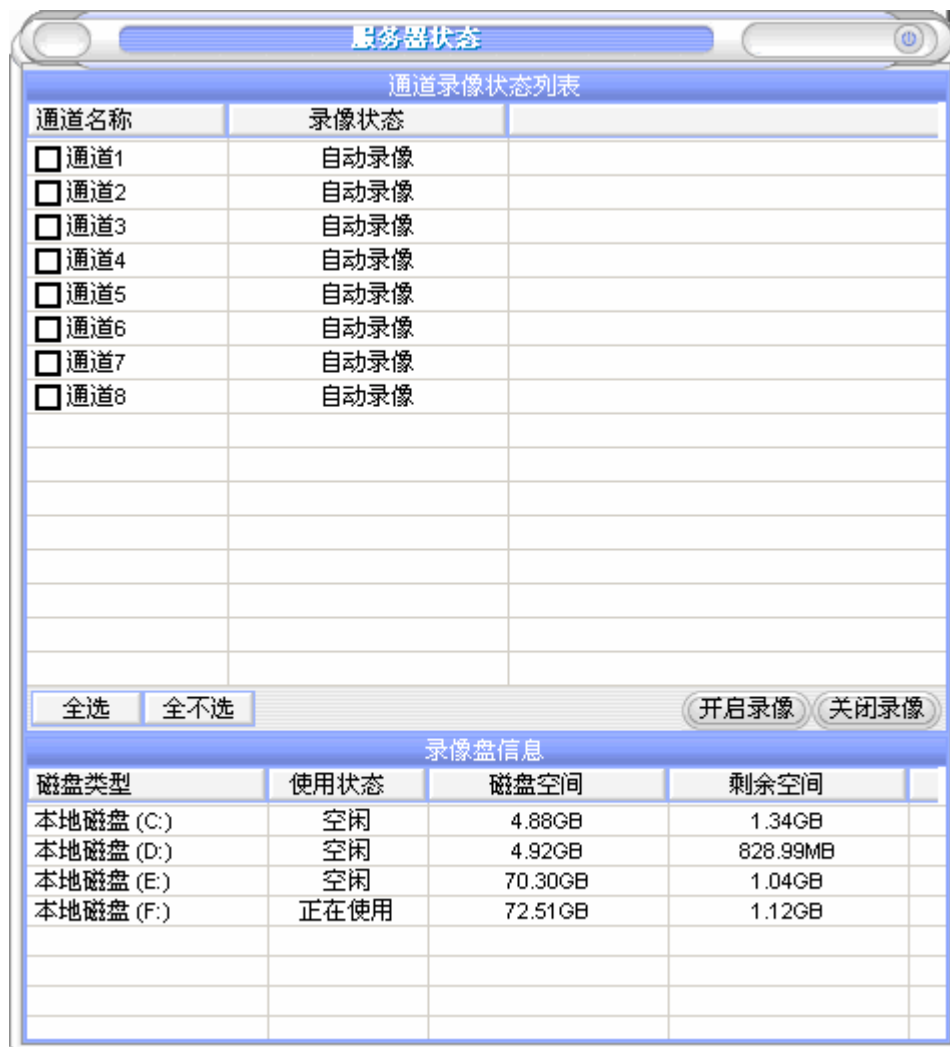 服务器状态
通道录像状态列表
通道名称 录像状态
通道1 自动录像
通道2 自动录像
通道3 自动录像
通道4 自动录像
通道5 自动录像
通道6 自动录像
通道7 自动录像
通道8 自动录像
全选 全不选 开启录像 关闭录像
录像盘信息
磁盘类型 使用状态 磁盘空间 剩余空间
本地磁盘 (C:) 空闲 4.88GB 1.34GB
本地磁盘 (D:) 空闲 4.92GB 828.99MB
本地磁盘 (E:) 空闲 70.30GB 1.04GB
本地磁盘 (F:) 正在使用 72.51GB 1.12GB